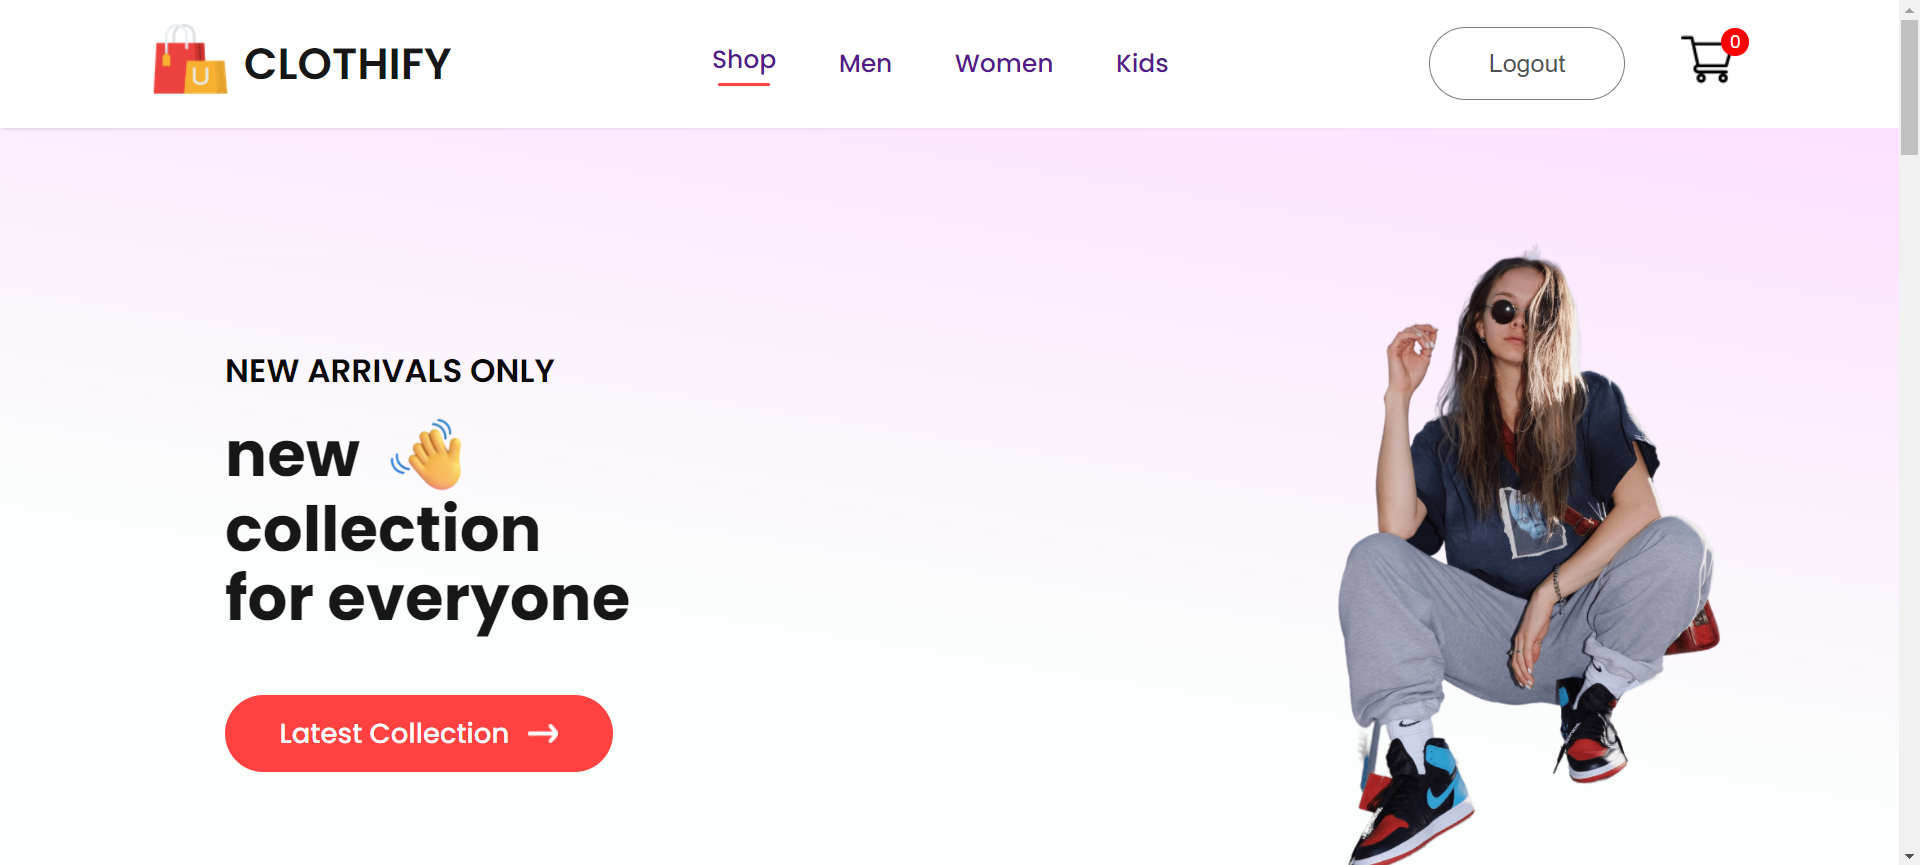 CLOTHIFY
Shop
Men
Women
Kids
Logout
0
U
NEW ARRIVALS ONLY
new
collection
for everyone
Latest Collection